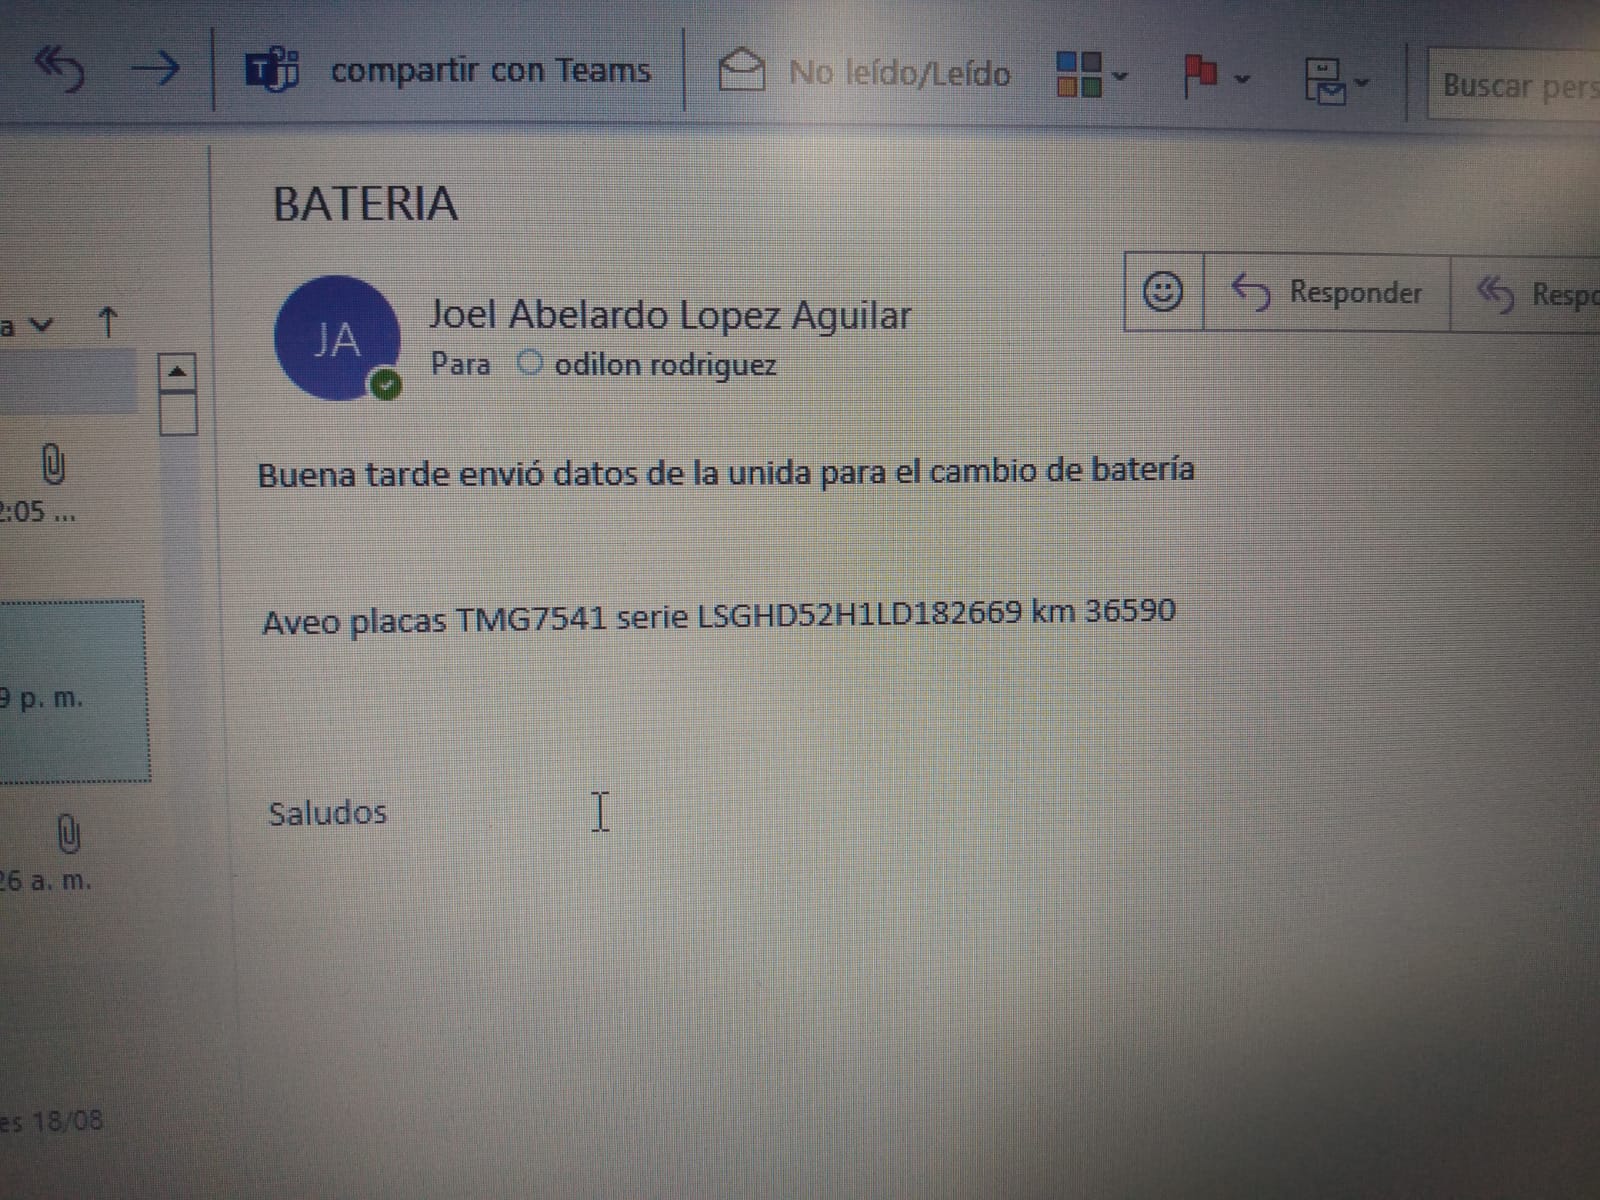 compartir con Teams
No leído/Leído
Buscar pers
BATERIA
JA
Joel Abelardo Lopez Aguilar
Para odilon rodriguez
Responder
Respo
a
2:05 ...
9 p. m.
26 a. m.
es 18/08
Buena tarde envió datos de la unida para el cambio de batería
Aveo placas TMG7541 serie LSGHD52H1LD182669 km 36590
Saludos